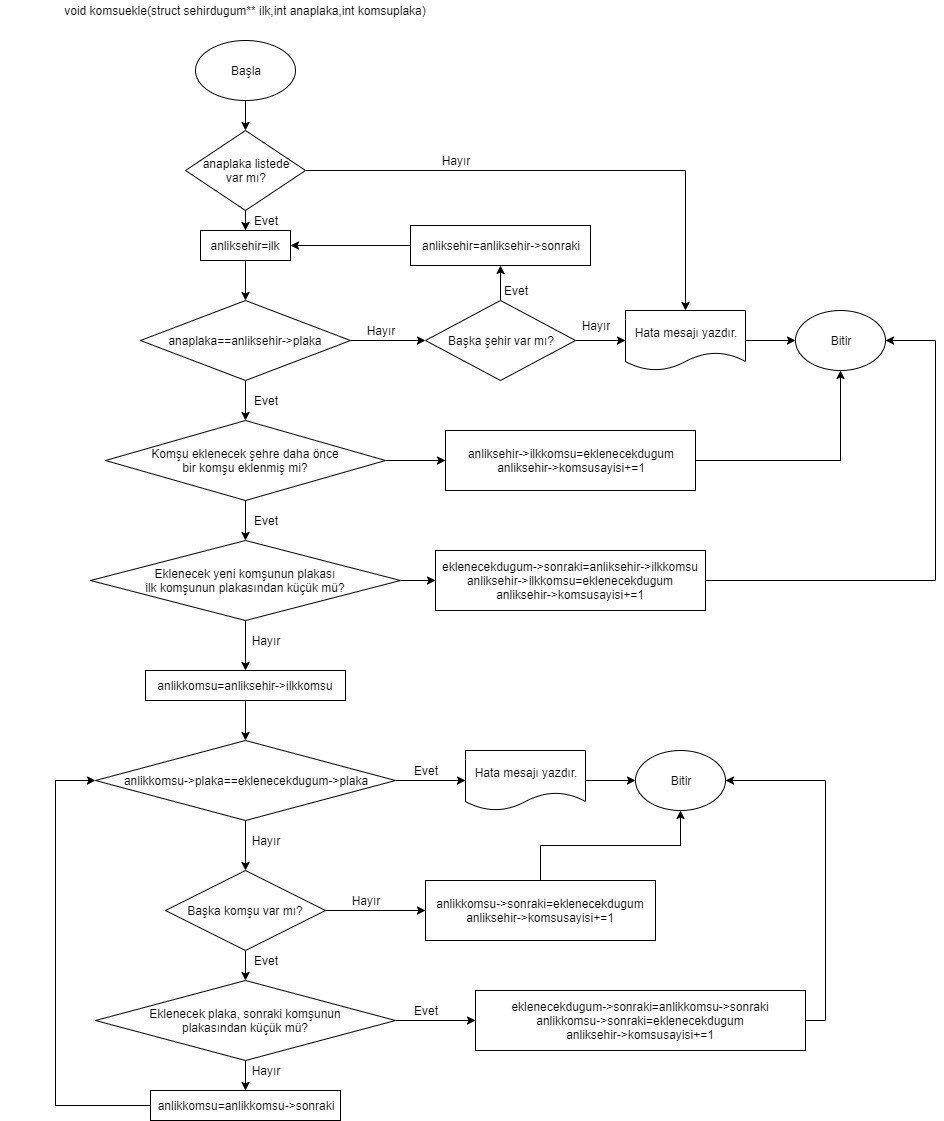 void komsuekle(struct sehirdugum** ilk,int anaplaka,int komsuplaka)
Başla
anaplaka listede
var mı?
Hayır
Evet
anliksehir=ilk
anliksehir=anliksehir->sonraki
Evet
anaplaka==anliksehir->plaka
Hayır
Başka şehir var mı?
Hayır
Hata mesajı yazdır.
Bitir
Evet
Komşu eklenecek şehre daha önce
bir komşu eklenmiş mi?
anliksehir->ilkkomsu=eklenecekdugum
anliksehir->komsusayisi+=1
Evet
Eklenecek yeni komşunun plakası
ilk komşunun plakasından küçük mü?
eklenecekdugum->sonraki=anliksehir->ilkkomsu
anliksehir->ilkkomsu=eklenecekdugum
anliksehir->komsusayisi+=1
Hayır
anlikkomsu=anliksehir->ilkkomsu
anlikkomsu->plaka==eklenecekdugum->plaka
Evet
Hata mesajı yazdır.
Bitir
Hayır
Başka komşu var mı?
Hayır
anlikkomsu->sonraki=eklenecekdugum
anliksehir->komsusayisi+=1
Evet
Eklenecek plaka, sonraki komşunun
plakasından küçük mü?
Evet
eklenecekdugum->sonraki=anlikkomsu->sonraki
anlikkomsu->sonraki=eklenecekdugum
anliksehir->komsusayisi+=1
Hayır
anlikkomsu=anlikkomsu->sonraki